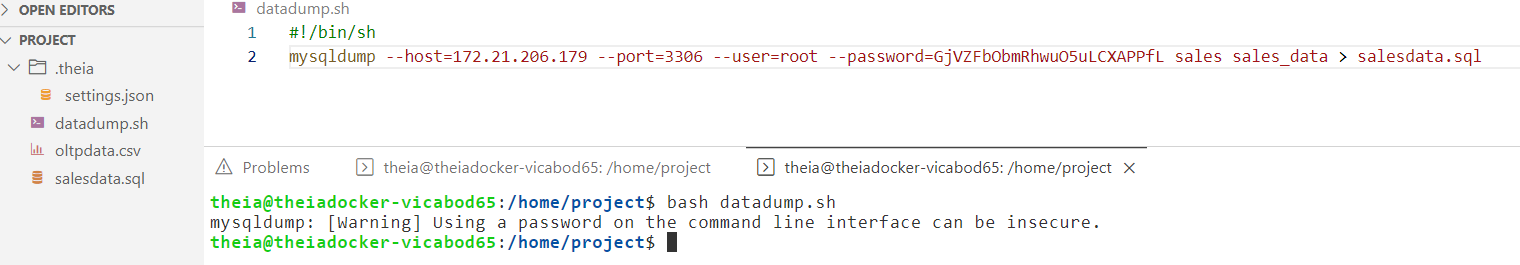 OPEN EDITORS
PROJECT
.theia
settings.json
datadump.sh
oltpdata.csv
salesdata.sql
datadump.sh
1 #!/bin/sh
2 mysqldump --host=172.21.206.179 --port=3306 --user=root --password=GjVZFbObmRhwuO5uLCXAPPfL sales sales_data > salesdata.sql
Problems theia@theiadocker-vicabod65: /home/project theia@theiadocker-vicabod65: /home/project
theia@theiadocker-vicabod65:/home/project$ bash datadump.sh
mysqldump: [Warning] Using a password on the command line interface can be insecure.
theia@theiadocker-vicabod65:/home/project$